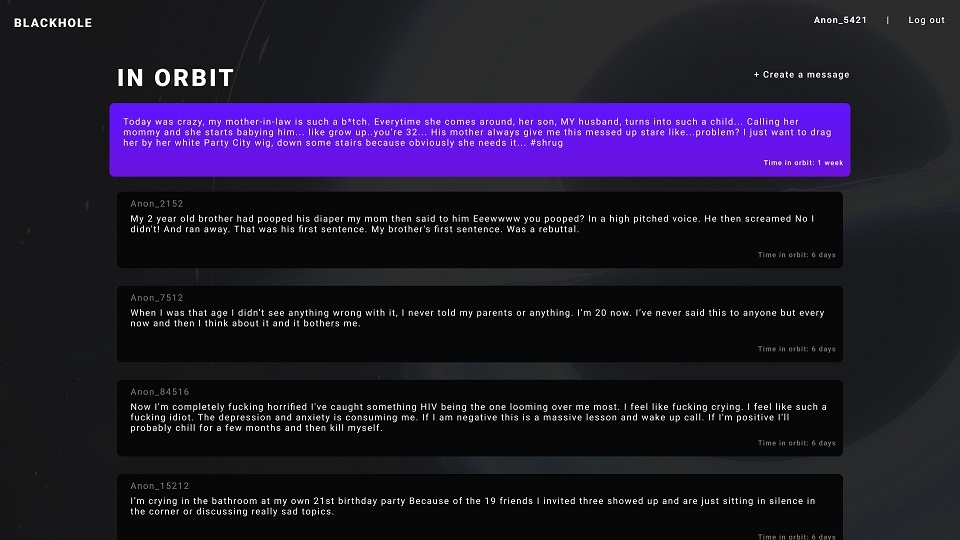 BLACKHOLE
Anon_5421 | Log out
IN ORBIT
+ Create a message
Today was crazy, my mother-in-law is such a b*tch. Everytime she comes around, her son, MY husband, turns into such a child... Calling her
mommy and she starts babying him... like grow up..you're 32... His mother always give me this messed up stare like...problem? I just want to drag
her by her white Party City wig, down some stairs because obviously she needs it... #shrug
Time in orbit: 1 week
Anon_2152
My 2 year old brother had pooped his diaper my mom then said to him Eeewwww you pooped? In a high pitched voice. He then screamed No I
didn't! And ran away. That was his first sentence. My brother's first sentence. Was a rebuttal.
Time in orbit: 6 days
Anon_7512
When I was that age I didn't see anything wrong with it, I never told my parents or anything. I'm 20 now. I've never said this to anyone but every
now and then I think about it and it bothers me.
Time in orbit: 6 days
Anon_84516
Now I'm completely fucking horrified I've caught something HIV being the one looming over me most. I feel like fucking crying. I feel like such a
fucking idiot. The depression and anxiety is consuming me. If I am negative this is a massive lesson and wake up call. If I'm positive I'll
probably chill for a few months and then kill myself.
Time in orbit: 6 days
Anon_15212
I'm crying in the bathroom at my own 21st birthday party Because of the 19 friends I invited three showed up and are just sitting in silence in
the corner or discussing really sad topics.
Time in orbit: 6 days